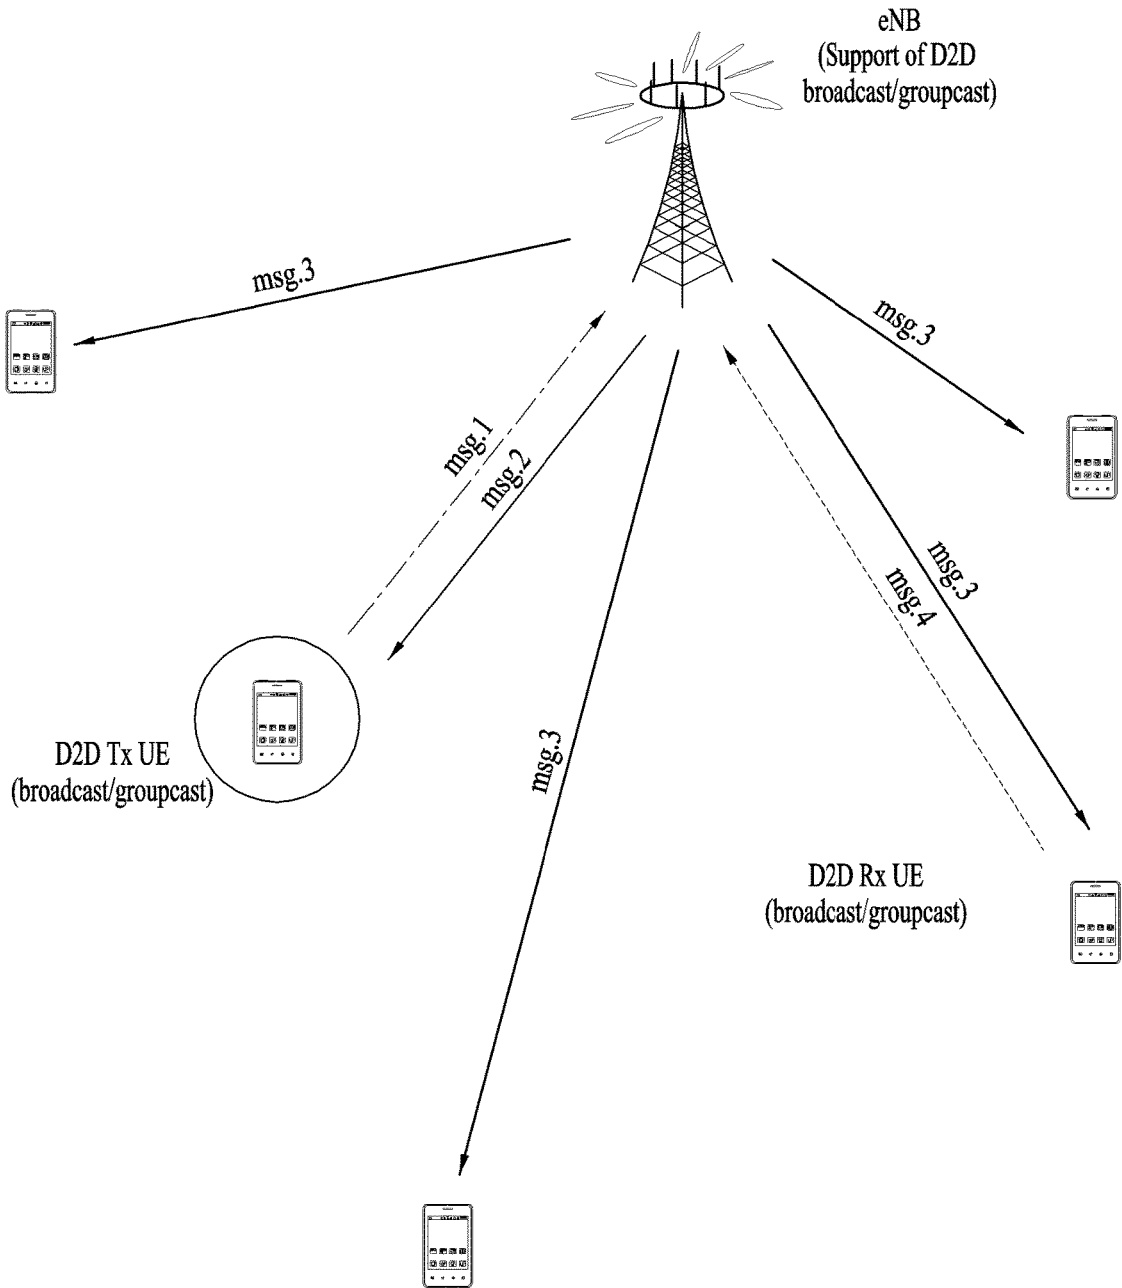 eNB
(Support of D2D
broadcast/groupcast)
msg.3
msg.3
msg.1
msg.2
msg.3
msg.4
msg.3
D2D Tx UE
(broadcast/groupcast)
D2D Rx UE
(broadcast/groupcast)